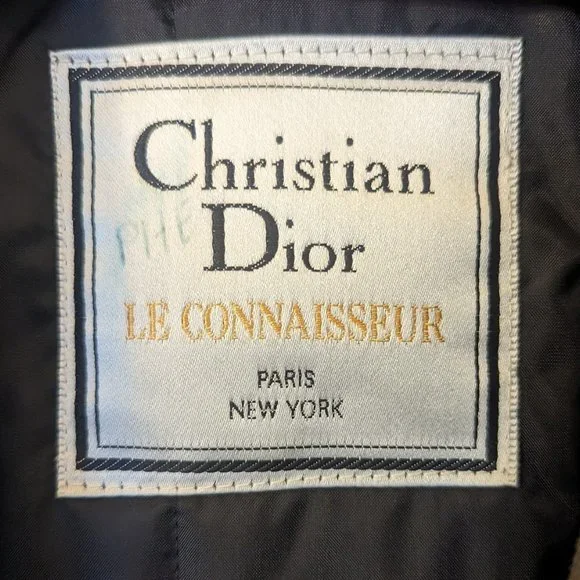 Christian
Dior
LE CONNAISSEUR
PARIS
NEW YORK